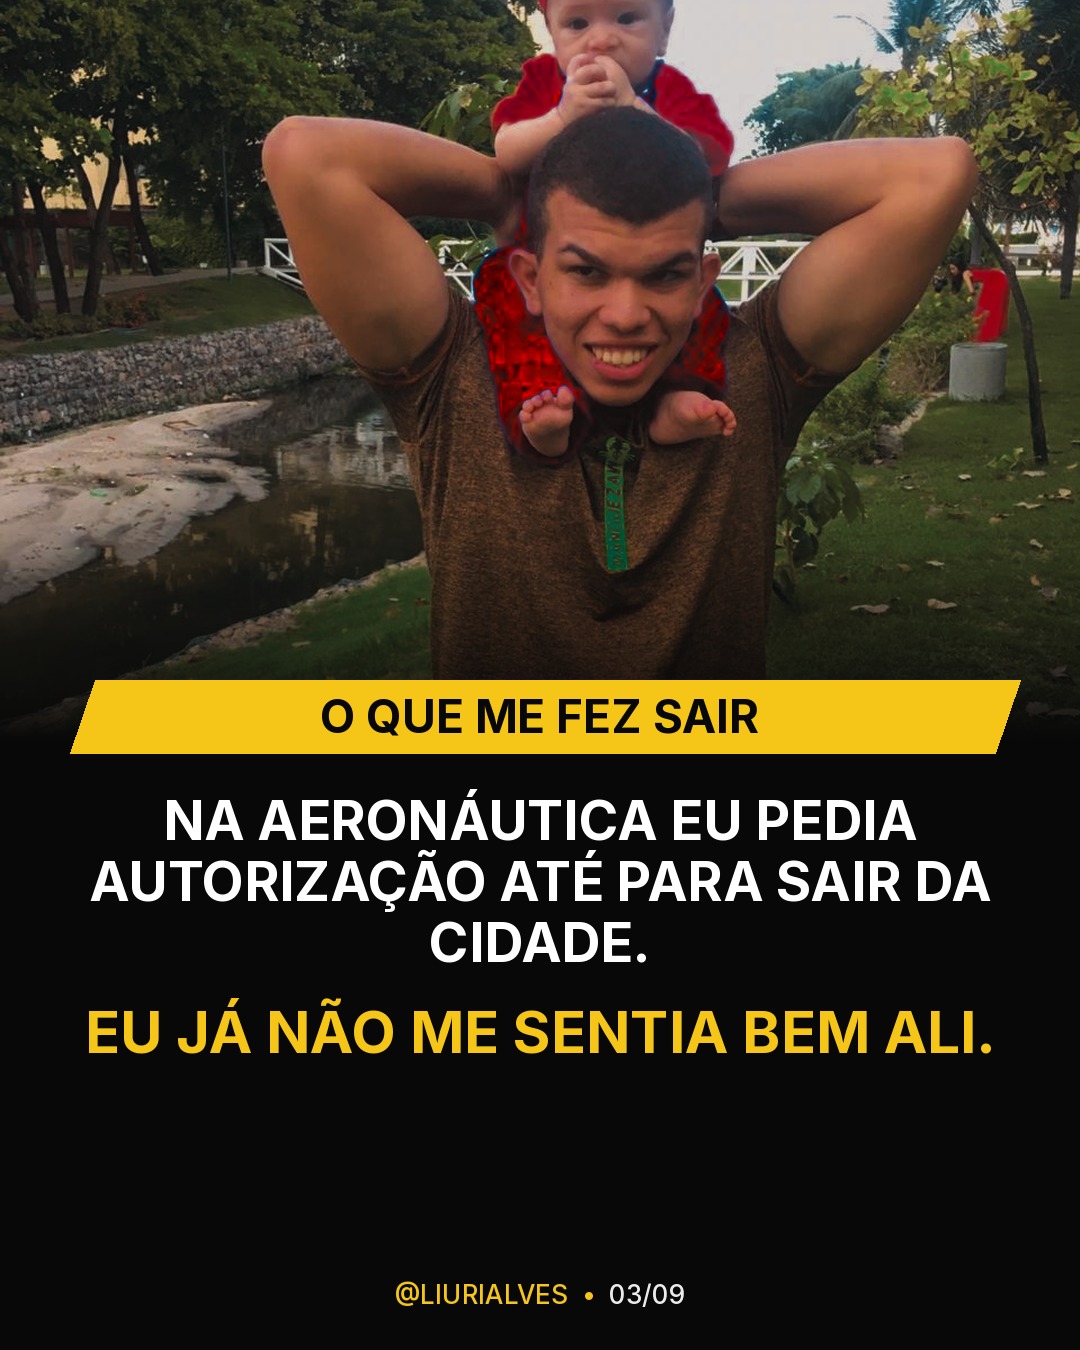 O QUE ME FEZ SAIR
NA AERONÁUTICA EU PEDIA
AUTORIZAÇÃO ATÉ PARA SAIR DA
CIDADE.
EU JÁ NÃO ME SENTIA BEM ALI.
@LIURIALVES • 03/09